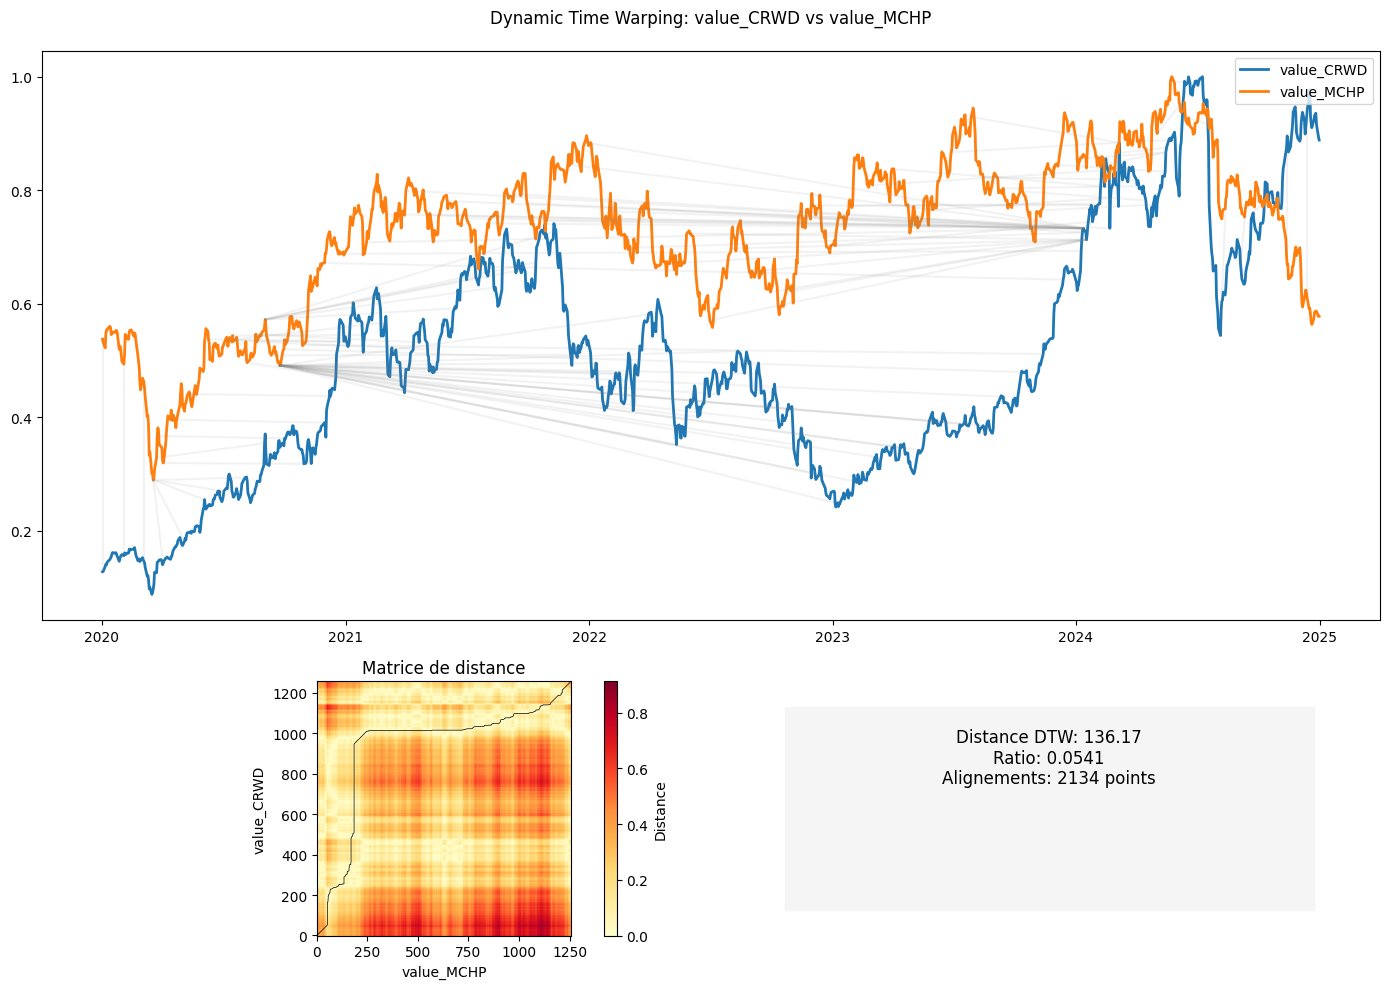 Dynamic Time Warping: value_CRWD vs value_MCHP
value_CRWD
value_MCHP
1.0
0.8
0.6
0.4
0.2
2020 2021 2022 2023 2024 2025
Matrice de distance
value_CRWD
1200
1000
800
600
400
200
0
0 250 500 750 1000 1250
value_MCHP
0.8
0.6
0.4
0.2
0.0
Distance
Distance DTW: 136.17
Ratio: 0.0541
Alignements: 2134 points